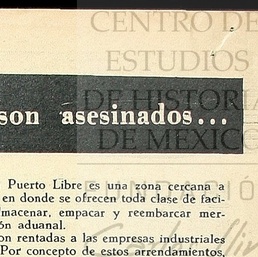 CENTRO DE
ESTUDIOS
DE HISTORIA
DE MEXICO
son asesinados...
FUNDACIÓ
Puerto Libre es una zona cercana a
en donde se ofrecen toda clase de faci-
macenar, empacar y reembarcar mer-
ón aduanal.
on rentadas a las empresas industriales
Por concepto de estos arrendamientos,